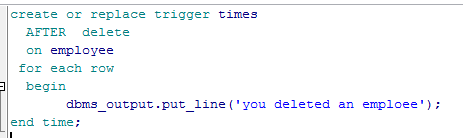 create or replace trigger times
AFTER delete
on employee
for each row
begin
dbms_output.put_line('you deleted an emploee');
end time;